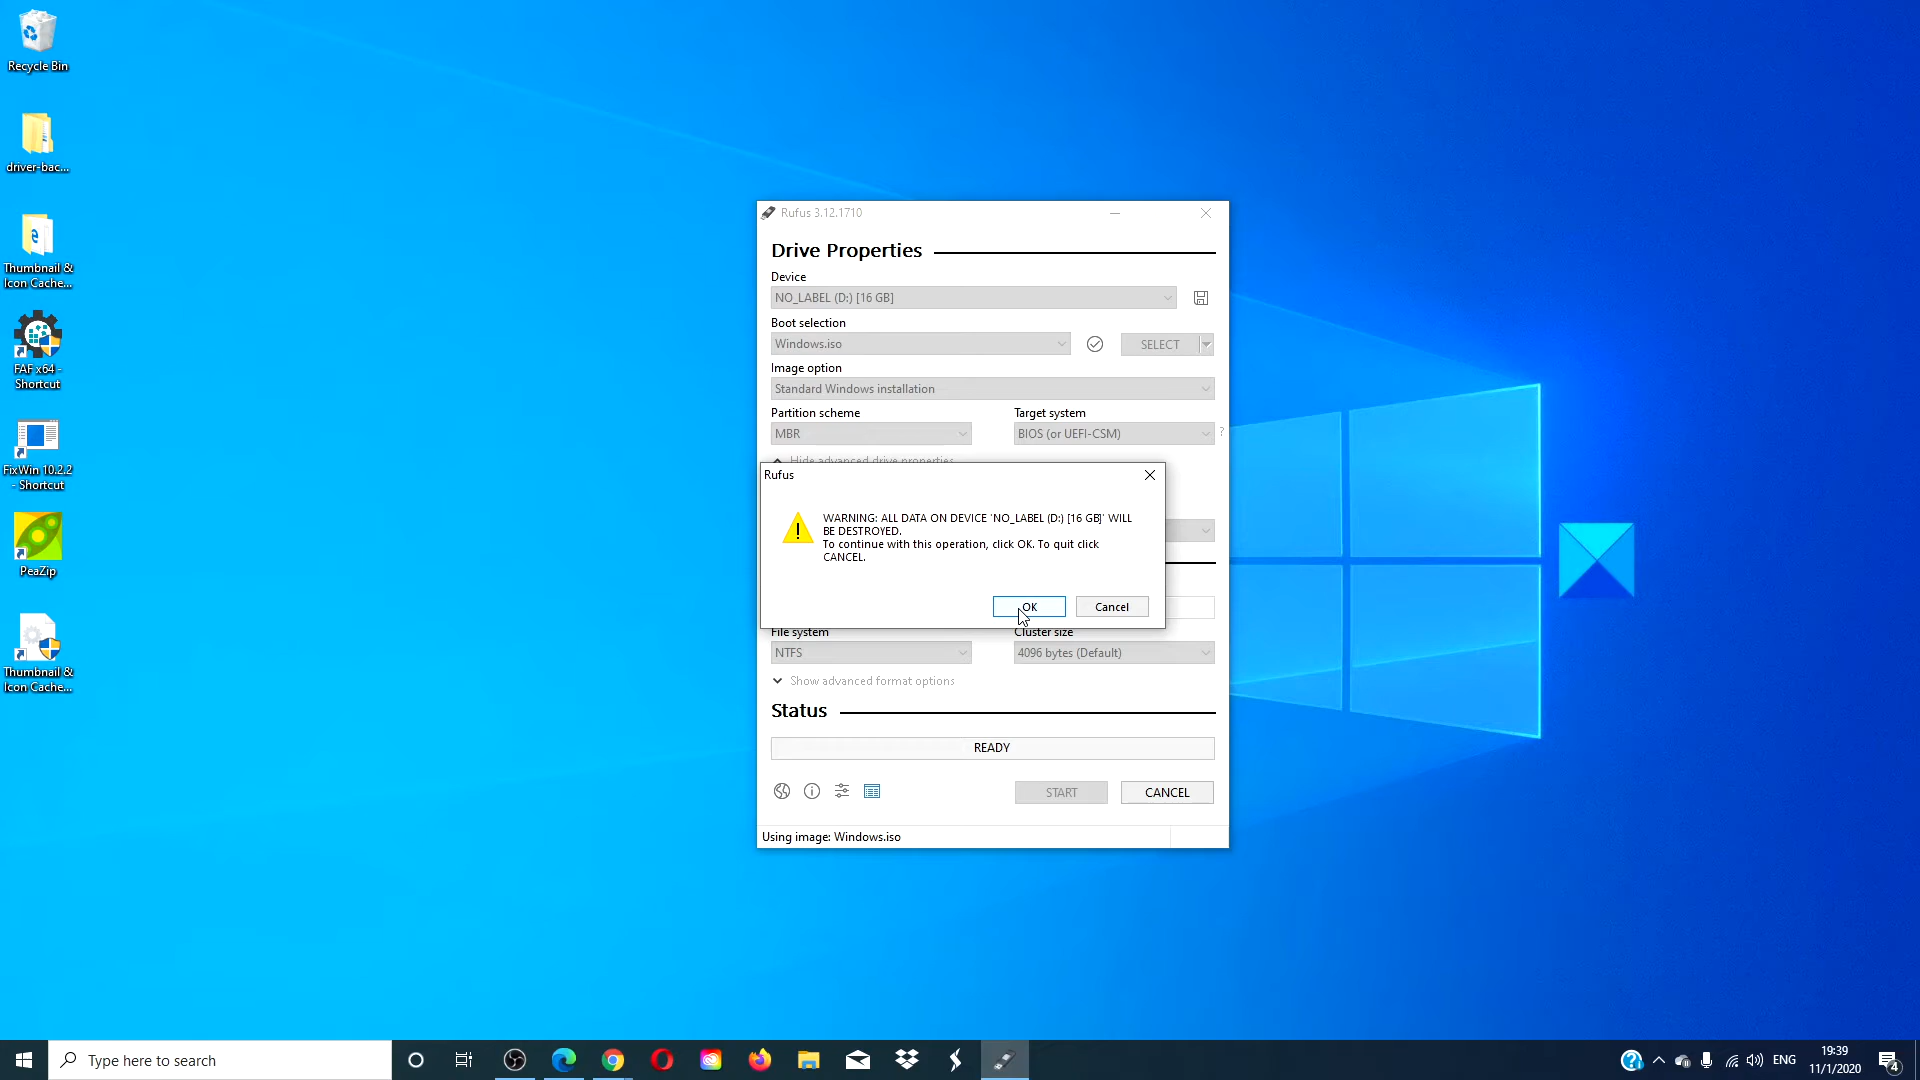 Recycle Bin
driver-bac...
Thumbnail &
Icon Cache...
FAF x64 -
Shortcut
FixWin 10.2.2
- Shortcut
PeaZip
Thumbnail &
Icon Cache...
Rufus 3.12.1710
Drive Properties
Device
NO_LABEL (D:) [16 GB]
Boot selection
Windows.iso
SELECT
Image option
Standard Windows installation
Partition scheme
Target system
MBR
BIOS (or UEFI-CSM)
?
Hide advanced drive properties
Rufus
WARNING: ALL DATA ON DEVICE 'NO_LABEL (D:) [16 GB]' WILL
BE DESTROYED.
To continue with this operation, click OK. To quit click
CANCEL.
OK
Cancel
File system
Cluster size
NTFS
4096 bytes (Default)
Show advanced format options
Status
READY
START
CANCEL
Using image: Windows.iso
Type here to search
ENG
19:39
11/1/2020
4